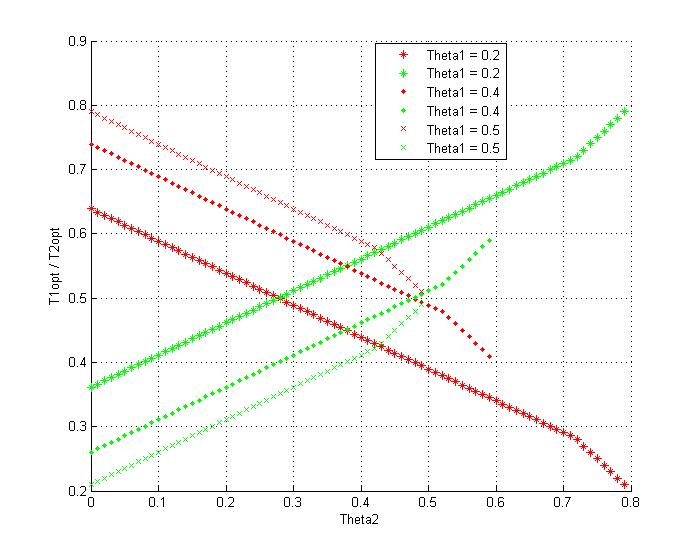 0.9
0.8
0.7
0.6
0.5
0.4
0.3
0.2
T1opt / T2opt
Theta1 = 0.2
Theta1 = 0.2
Theta1 = 0.4
Theta1 = 0.4
Theta1 = 0.5
Theta1 = 0.5
0 0.1 0.2 0.3 0.4 0.5 0.6 0.7 0.8
Theta2